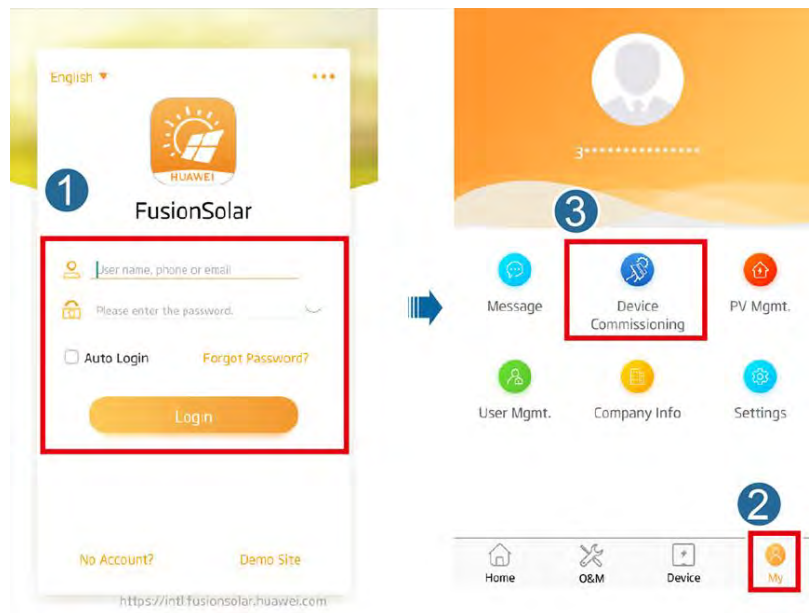 English
HUAWEI
1
FusionSolar
User name, phone or email
Please enter the password.
Auto Login
Forgot Password?
Login
No Account?
Demo Site
https://intl.fusionsolar.huawei.com
3**************
3
Message
Device
Commissioning
PV Mgmt.
User Mgmt.
Company Info
Settings
2
Home
O&M
Device
My